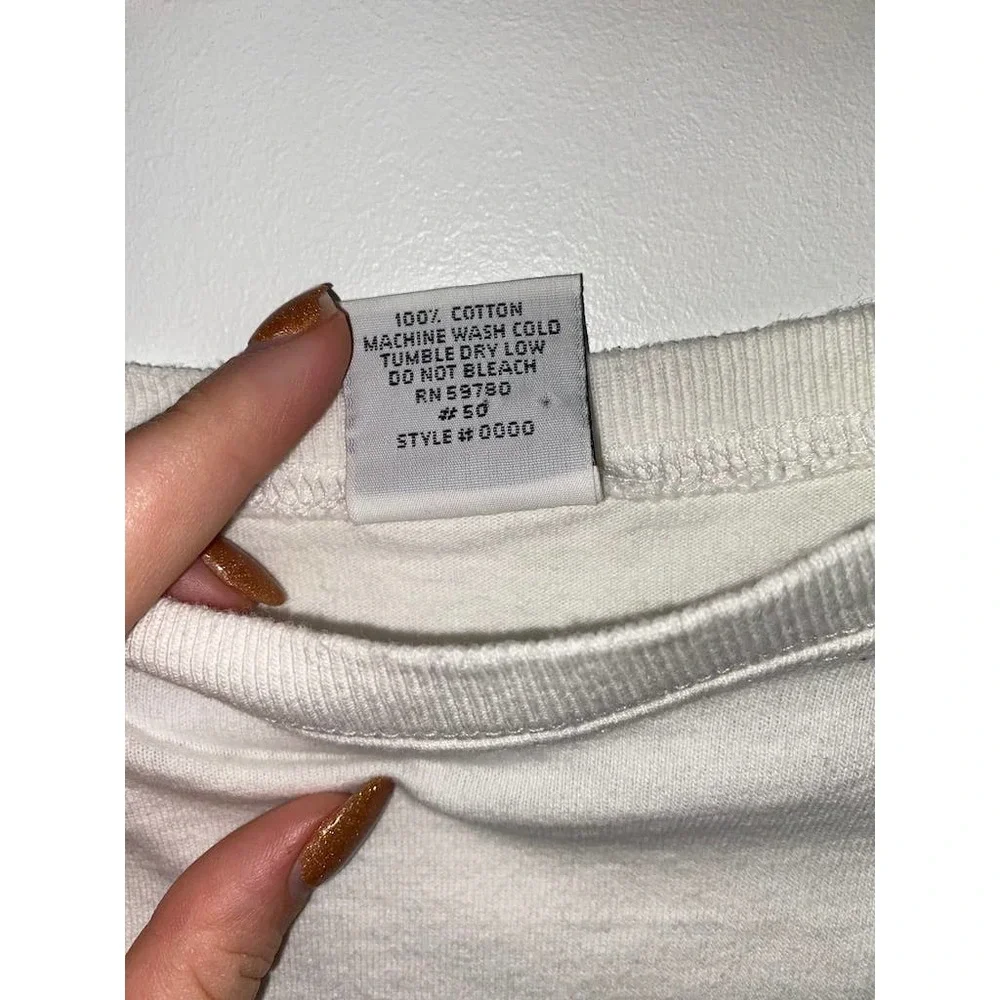 100% COTTON
MACHINE WASH COLD
TUMBLE DRY LOW
DO NOT BLEACH
RN 59780
# 50
STYLE # 0000